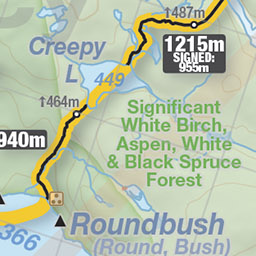 ↑487m
Creepy
L
1215m
SIGNED:
955m
449
↑464m
940m
Significant
White Birch,
Aspen, White
& Black Spruce
Forest
Roundbush
(Round, Bush)
366